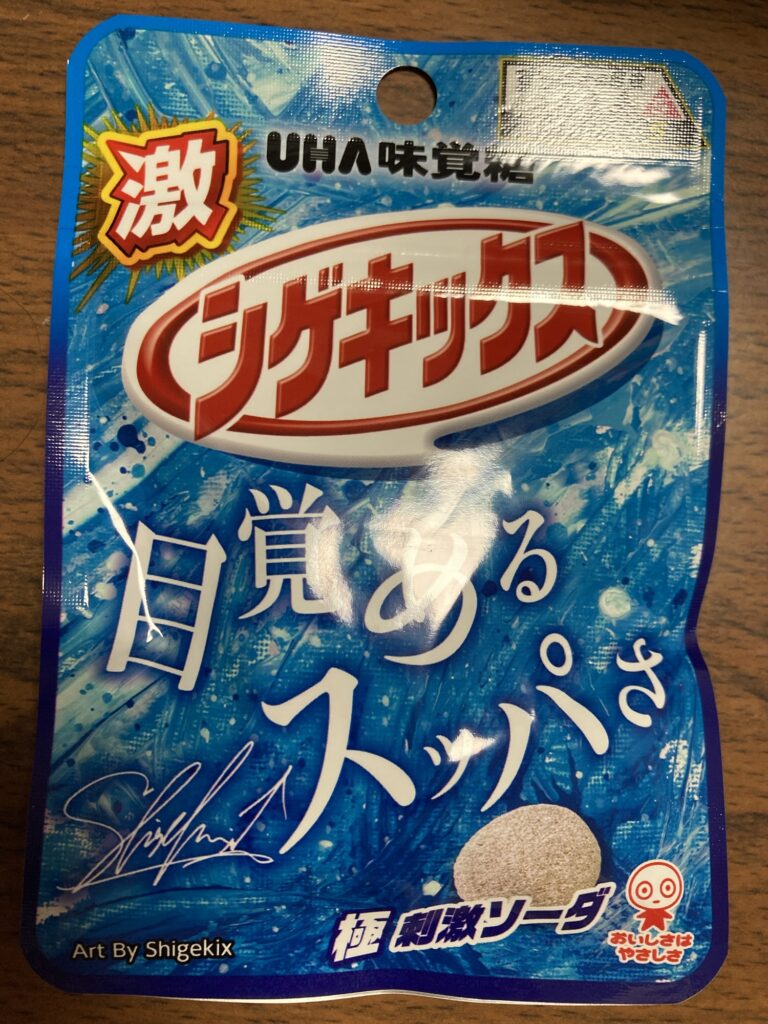 激
UHA味覚糖
シゲキックス
目覚める
スッパさ
極 刺激ソーダ
おいしさは
やさしさ
Art By Shigekix